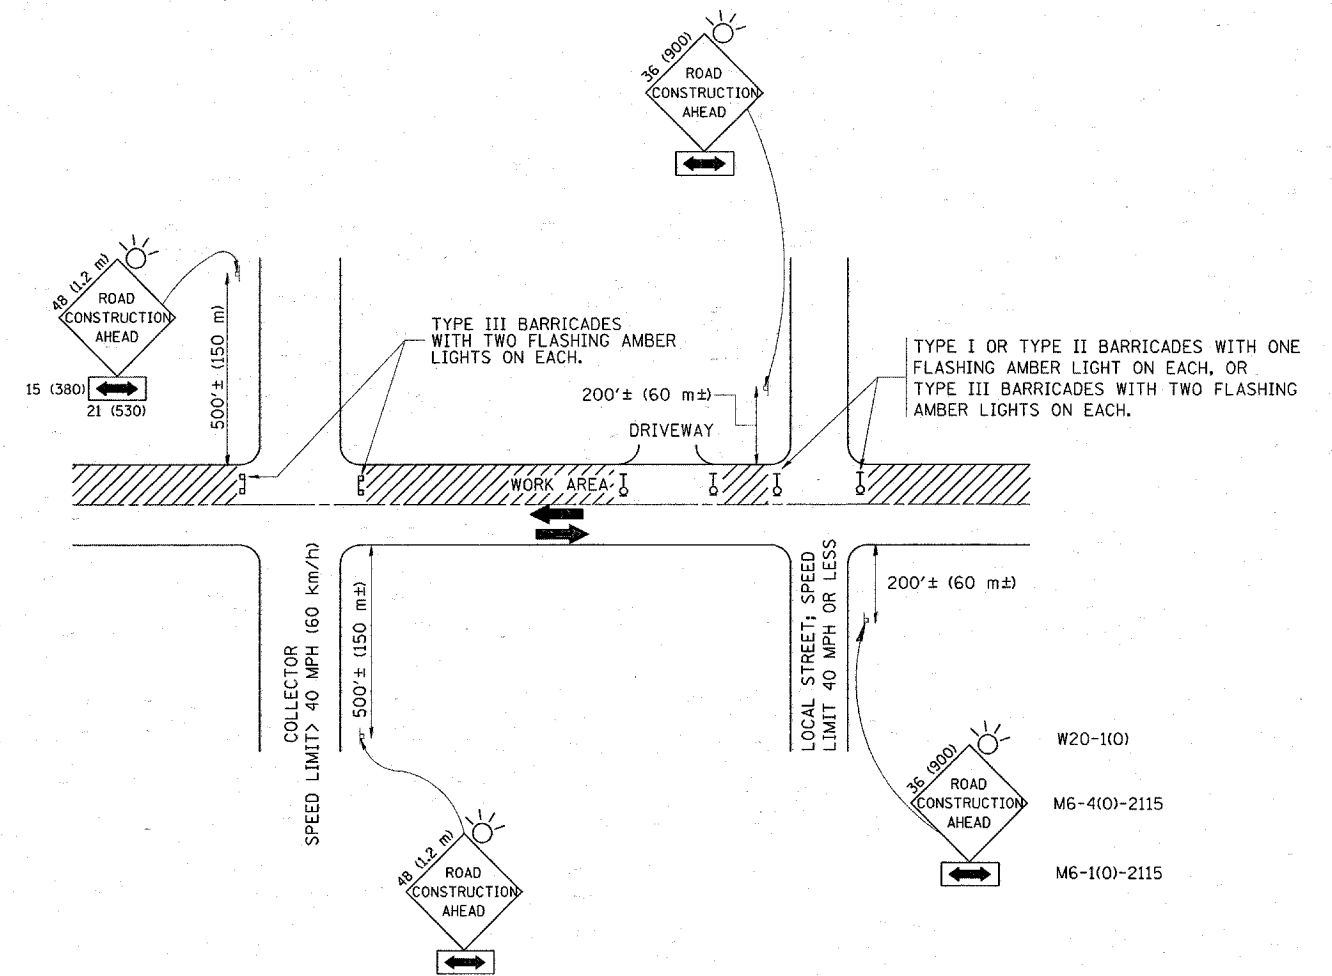 36 (900)
ROAD
CONSTRUCTION
AHEAD
48 (1.2 m)
ROAD
CONSTRUCTION
AHEAD
15 (380)
21 (530)
500'± (150 m)
TYPE III BARRICADES
WITH TWO FLASHING AMBER
LIGHTS ON EACH.
TYPE I OR TYPE II BARRICADES WITH ONE
FLASHING AMBER LIGHT ON EACH, OR
TYPE III BARRICADES WITH TWO FLASHING
AMBER LIGHTS ON EACH.
200'± (60 m±)
DRIVEWAY
WORK AREA
COLLECTOR
SPEED LIMIT> 40 MPH (60 km/h)
500'± (150 m±)
LOCAL STREET; SPEED
LIMIT 40 MPH OR LESS
200'± (60 m±)
36 (900)
ROAD
CONSTRUCTION
AHEAD
W20-1(O)
M6-4(O)-2115
M6-1(O)-2115
48 (1.2 m)
ROAD
CONSTRUCTION
AHEAD